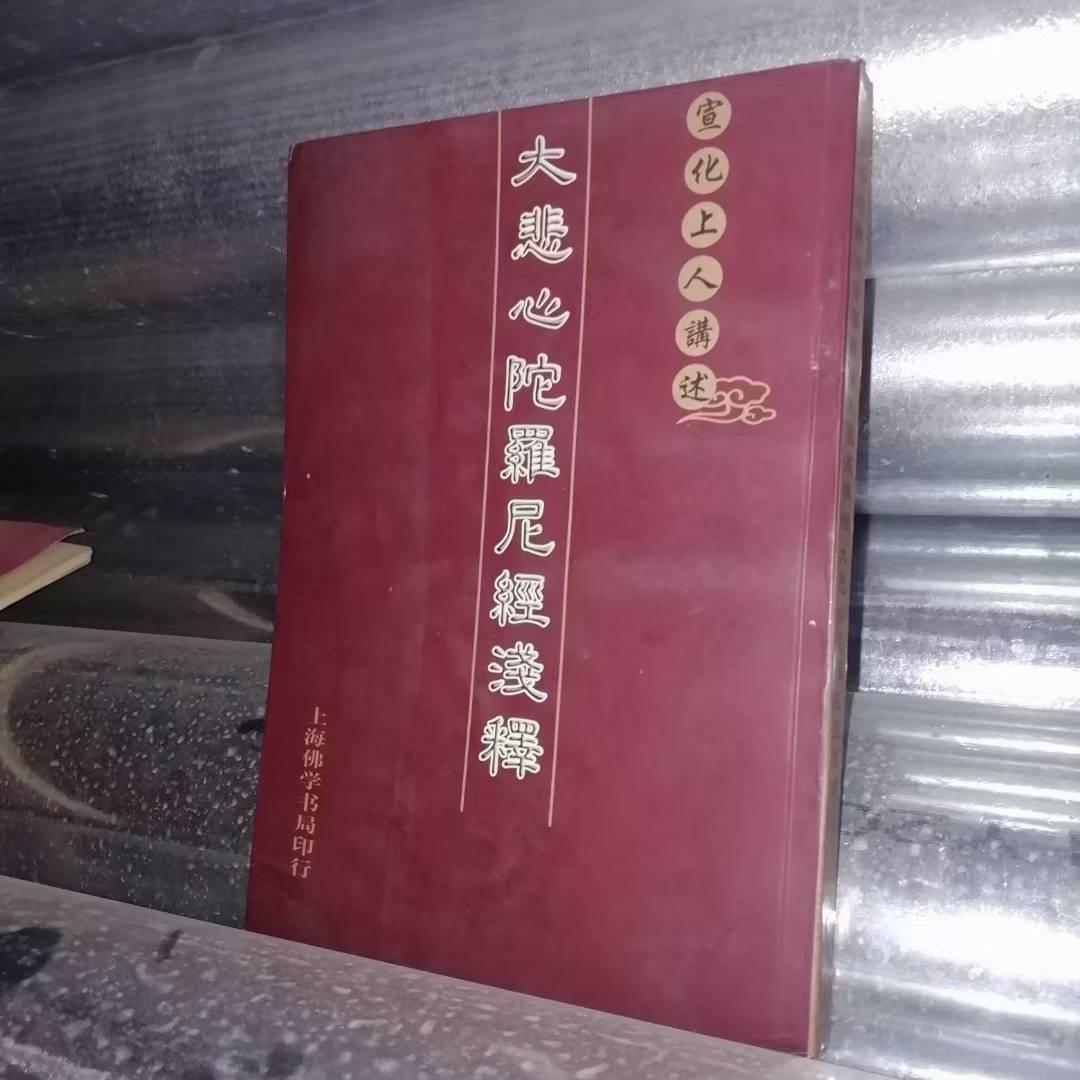 宣化上人講述
大悲心陀羅尼經淺釋
上海佛学书局印行